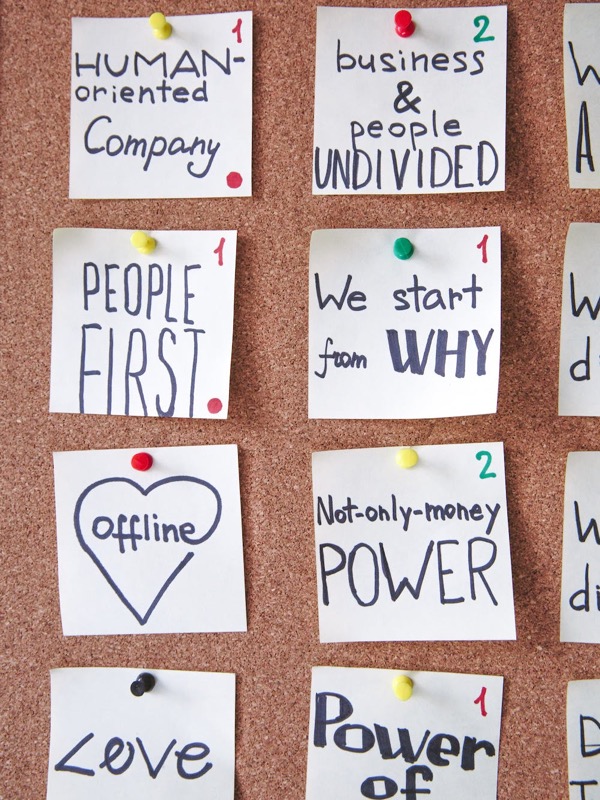 1
HUMAN-
oriented
Company
2
business
&
people
UNDIVIDED
1
PEOPLE
FIRST
1
We start
from WHY
offline
2
Not-only-money
POWER
Love
1
Power
of